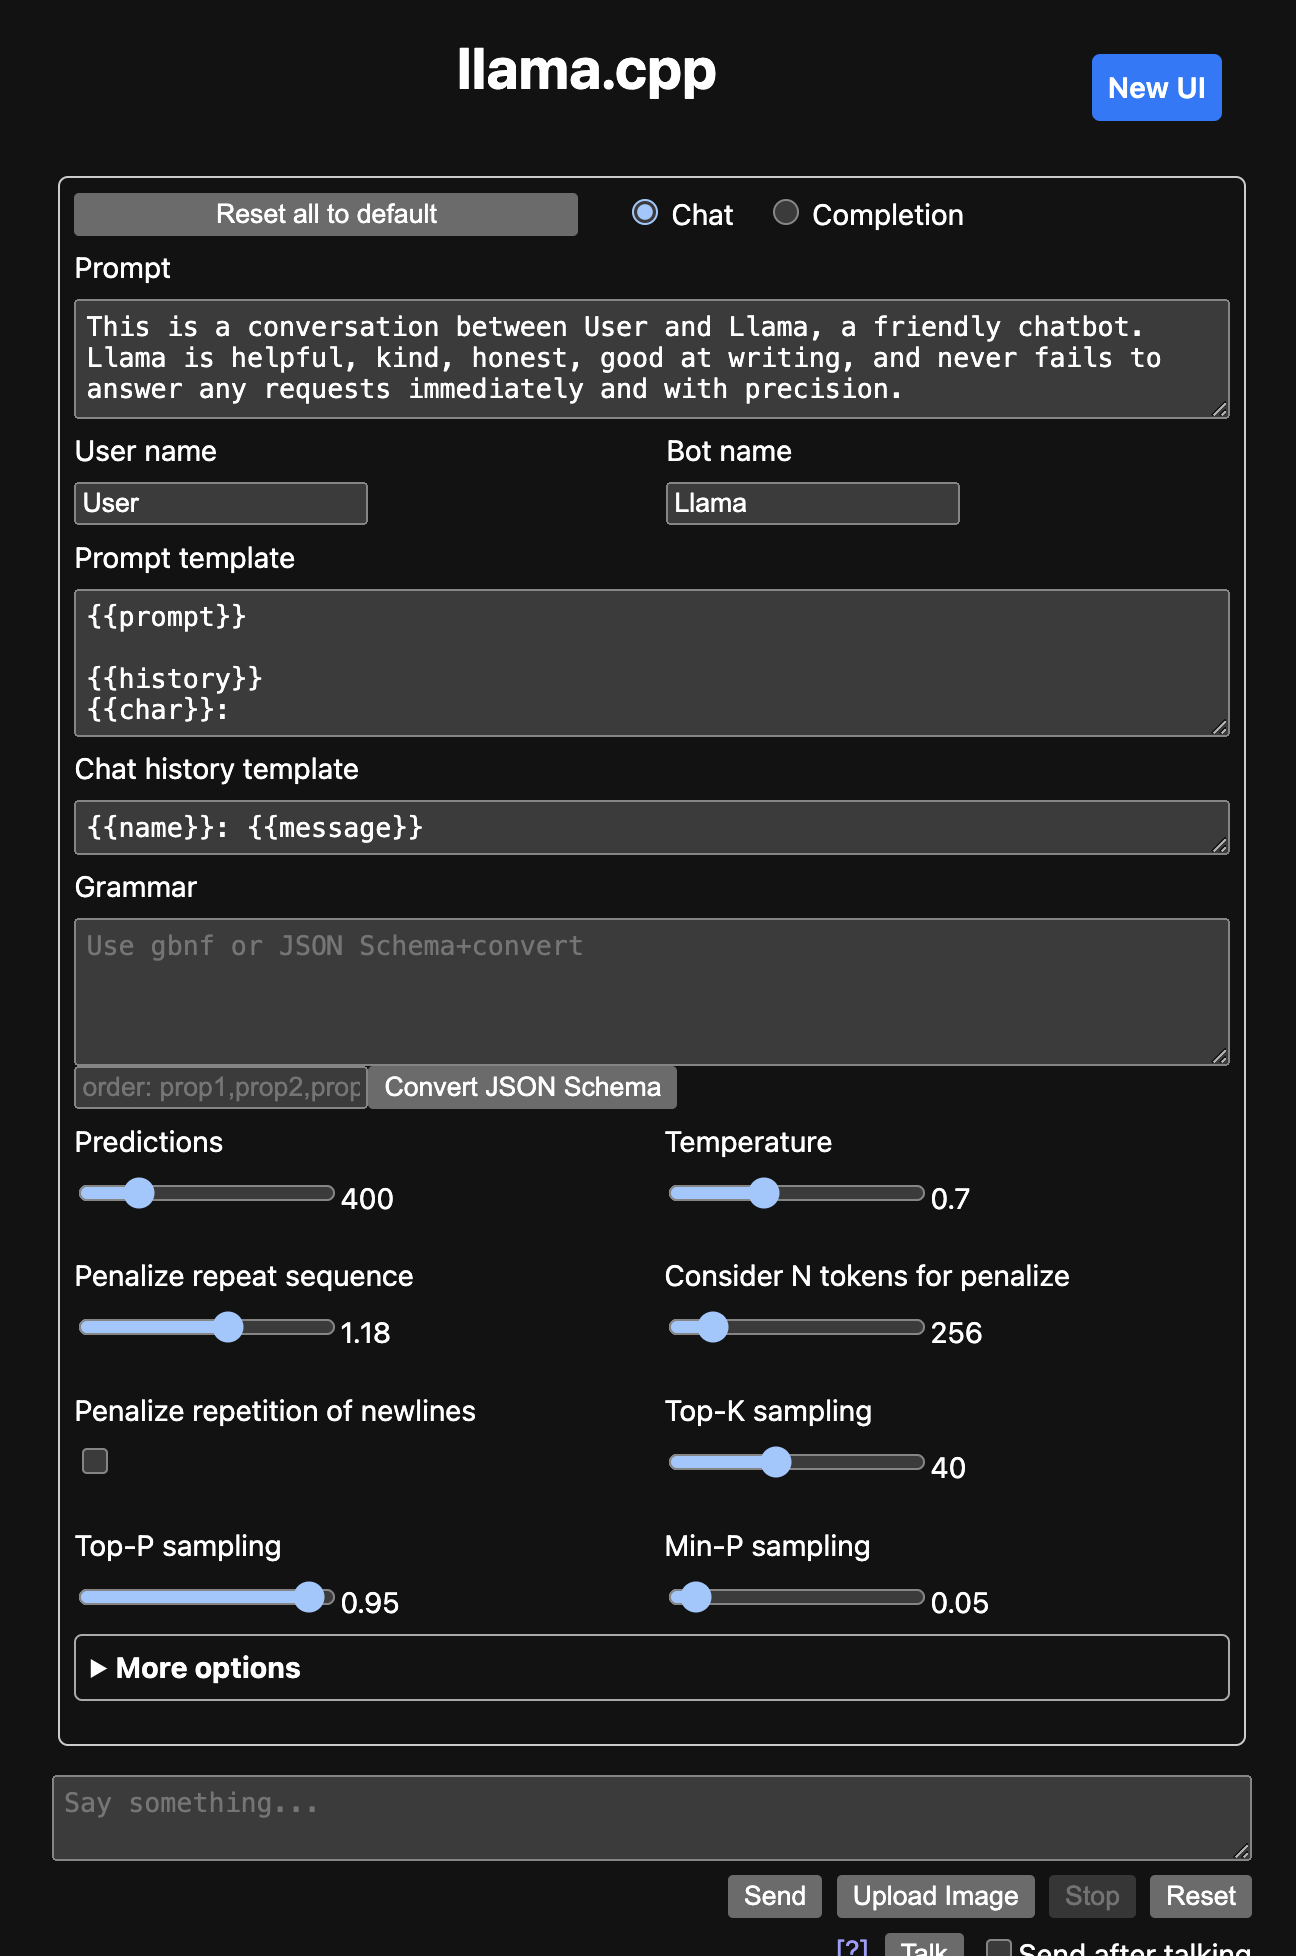 llama.cpp
New UI
Reset all to default
Chat
Completion
Prompt
This is a conversation between User and Llama, a friendly chatbot.
Llama is helpful, kind, honest, good at writing, and never fails to
answer any requests immediately and with precision.
User name
Bot name
User
Llama
Prompt template
{{prompt}}
{{history}}
{{char}}:
Chat history template
{{name}}: {{message}}
Grammar
Use gbnf or JSON Schema+convert
order: prop1,prop2,prop
Convert JSON Schema
Predictions
Temperature
400
0.7
Penalize repeat sequence
Consider N tokens for penalize
1.18
256
Penalize repetition of newlines
Top-K sampling
40
Top-P sampling
Min-P sampling
0.95
0.05
More options
Say something...
Send
Upload Image
Stop
Reset
[?]
Talk
Send after talking